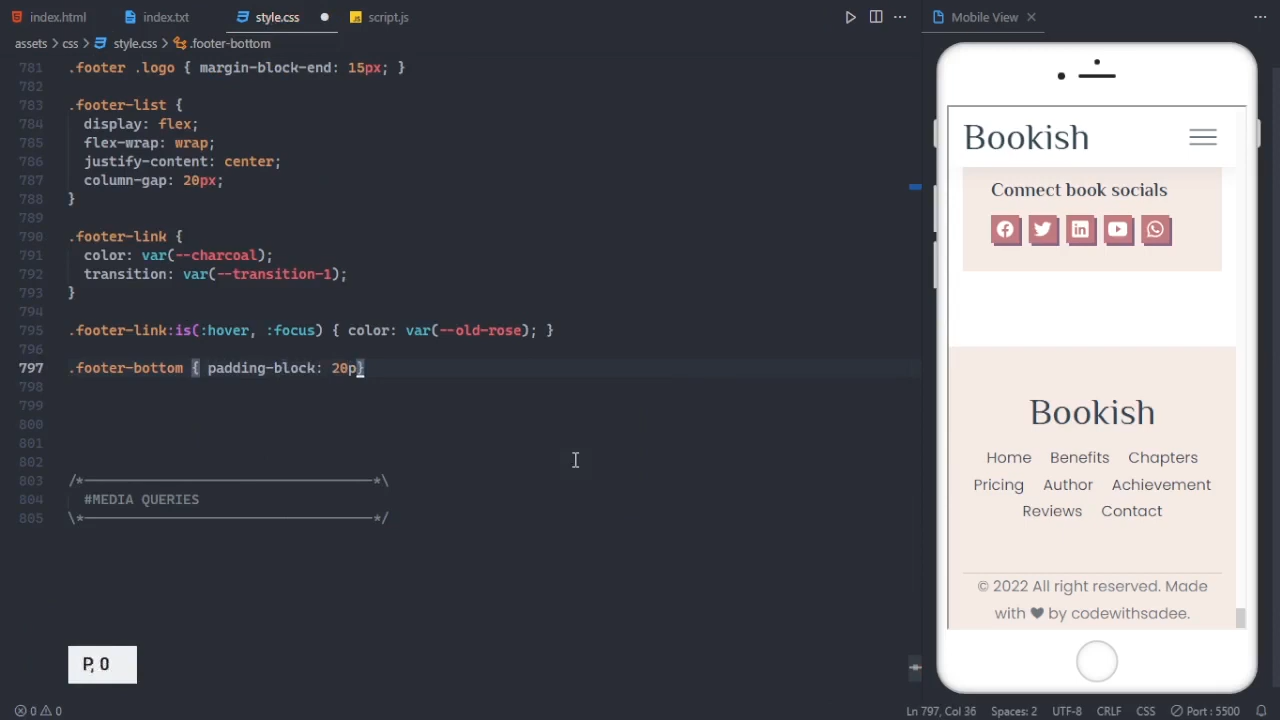 index.html index.txt style.css script.js
assets > css > style.css > .footer-bottom
781 .footer .logo { margin-block-end: 15px; }
782
783 .footer-list {
784 display: flex;
785 flex-wrap: wrap;
786 justify-content: center;
787 column-gap: 20px;
788 }
789
790 .footer-link {
791 color: var(--charcoal);
792 transition: var(--transition-1);
793 }
794
795 .footer-link:is(:hover, :focus) { color: var(--old-rose); }
796
797 .footer-bottom { padding-block: 20p}
798
799
800
801
802
803 /*-----------------------------------*\
804 #MEDIA QUERIES
805 \*-----------------------------------*/
P, 0
0 0
Mobile View
Bookish
Connect book socials
Bookish
Home Benefits Chapters
Pricing Author Achievement
Reviews Contact
© 2022 All right reserved. Made
with ♥ by codewithsadee.
Ln 797, Col 36 Spaces: 2 UTF-8 CRLF CSS Port : 5500